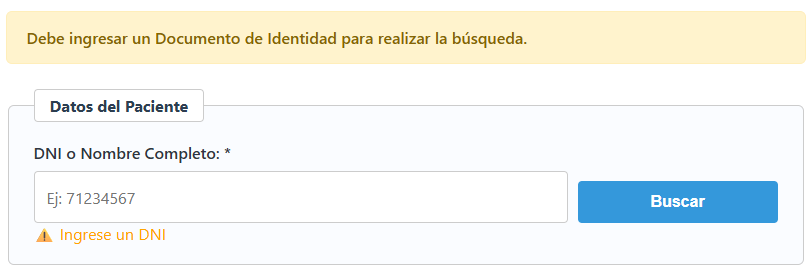 Debe ingresar un Documento de Identidad para realizar la búsqueda.
Datos del Paciente
DNI o Nombre Completo: *
Ej: 71234567
Buscar
Ingrese un DNI